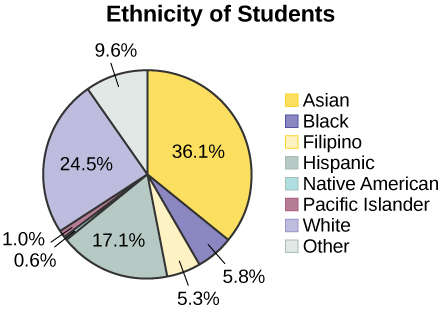 Ethnicity of Students
9.6%
36.1%
24.5%
17.1%
1.0%
0.6%
5.3%
5.8%
Asian
Black
Filipino
Hispanic
Native American
Pacific Islander
White
Other